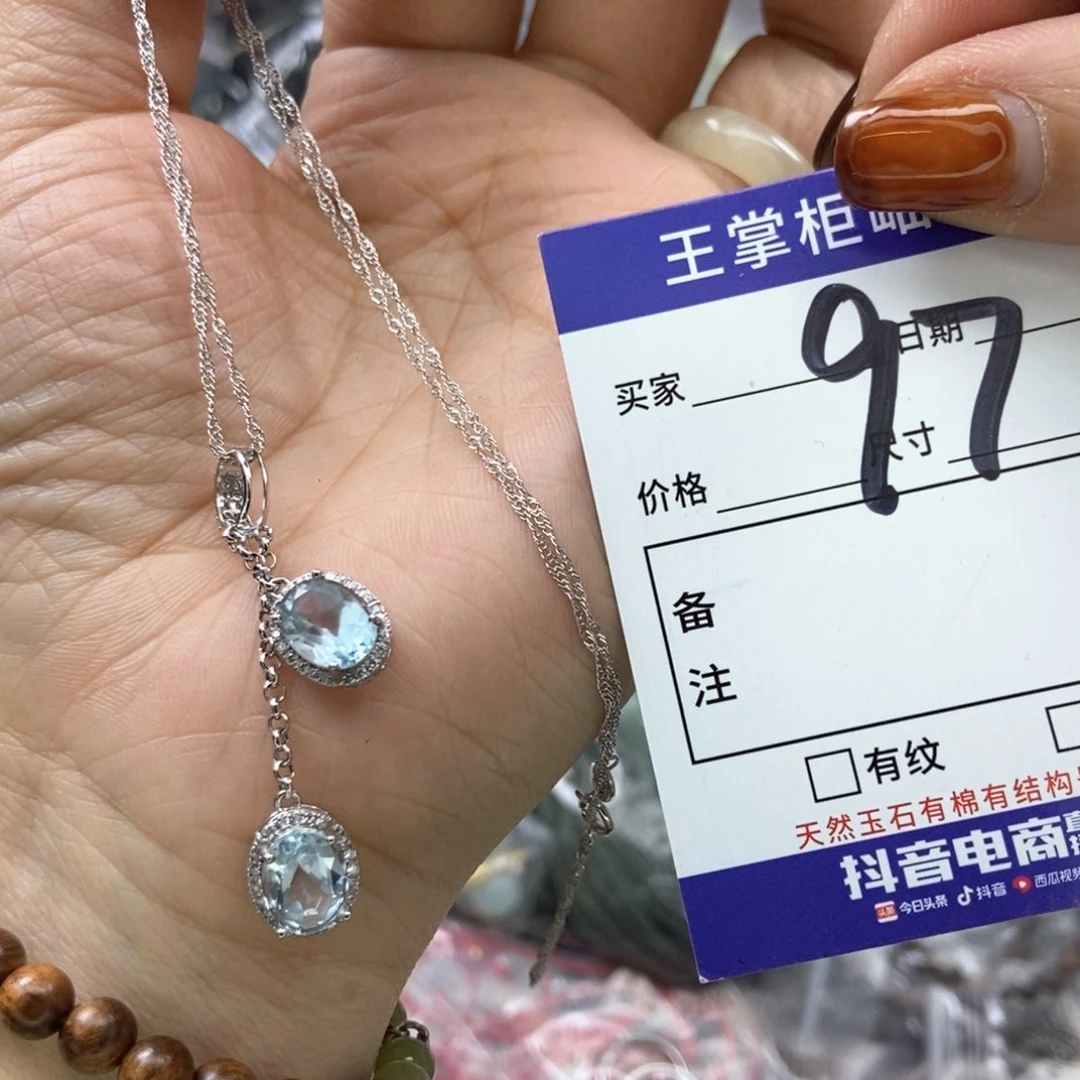 王掌柜
97
买家 日期
价格 尺寸
备
注
有纹
天然玉石有棉有结构
抖音电商
今日头条 抖音 西瓜视频